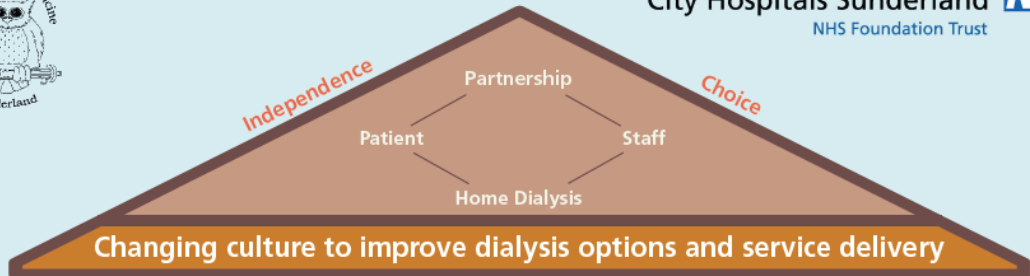 City Hospitals Sunderland
NHS Foundation Trust
Independence
Choice
Partnership
Patient
Staff
Home Dialysis
Changing culture to improve dialysis options and service delivery